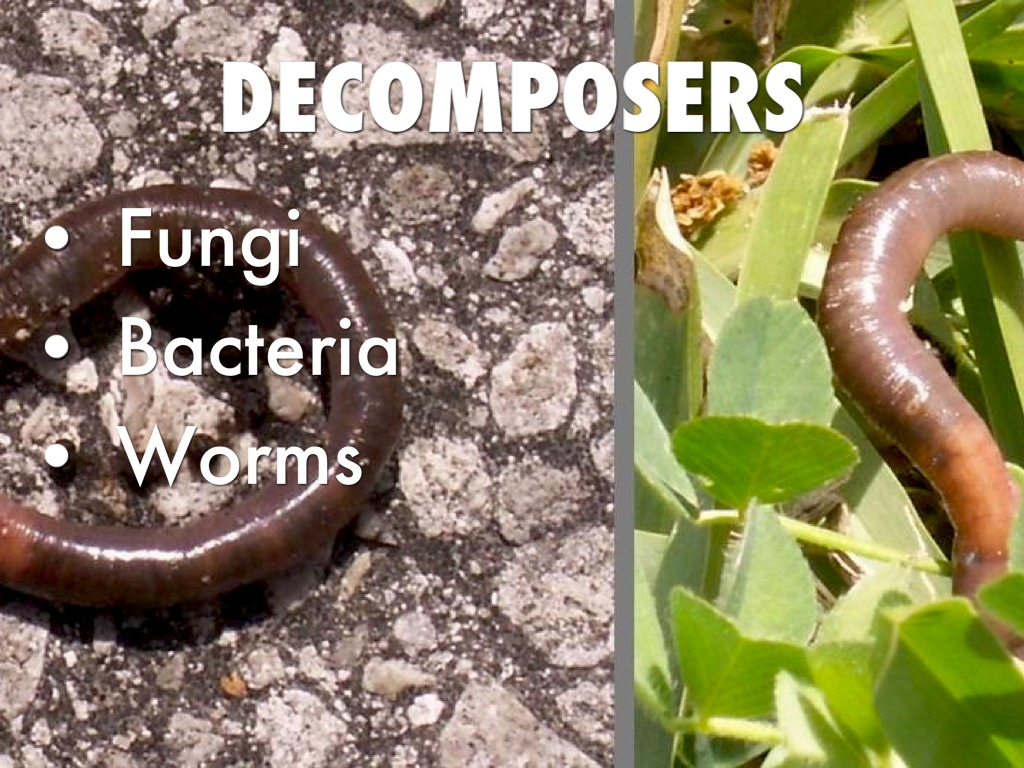 DECOMPOSERS
• Fungi
• Bacteria
• Worms